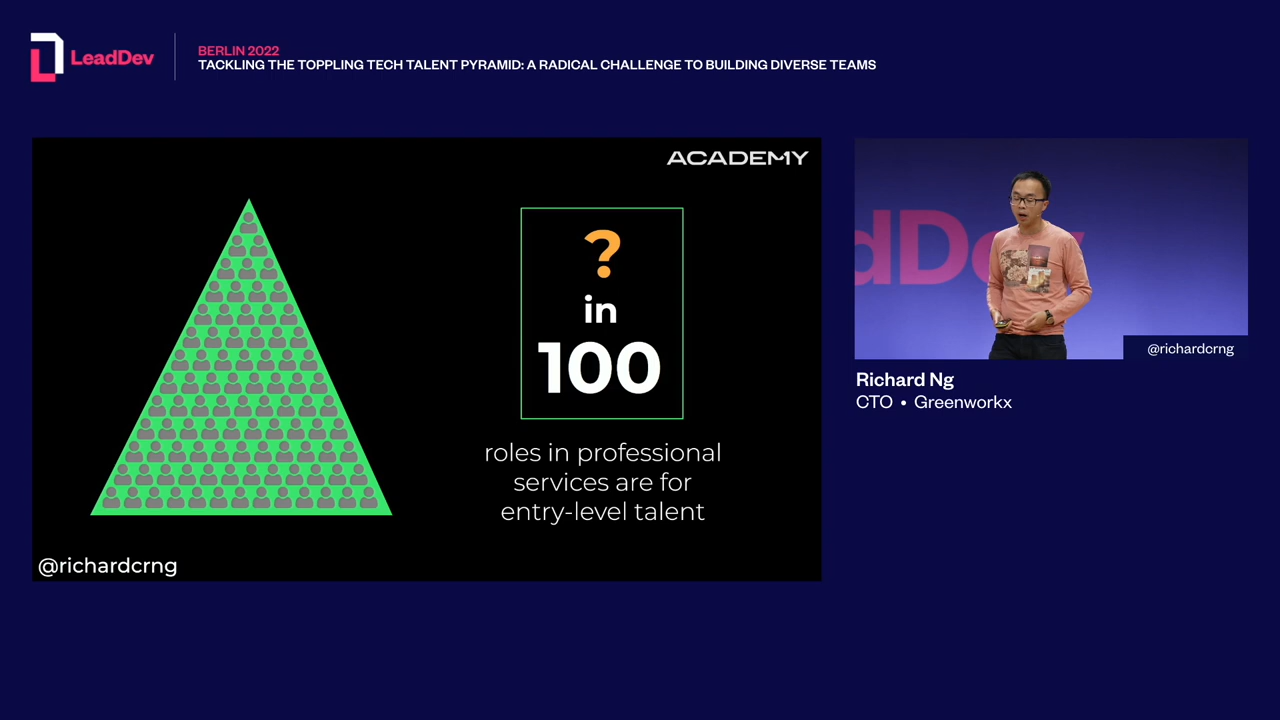 LeadDev
BERLIN 2022
TACKLING THE TOPPLING TECH TALENT PYRAMID: A RADICAL CHALLENGE TO BUILDING DIVERSE TEAMS
ACADEMY
?
in
100
roles in professional
services are for
entry-level talent
@richardcrng
@richardcrng
Richard Ng
CTO • Greenworkx